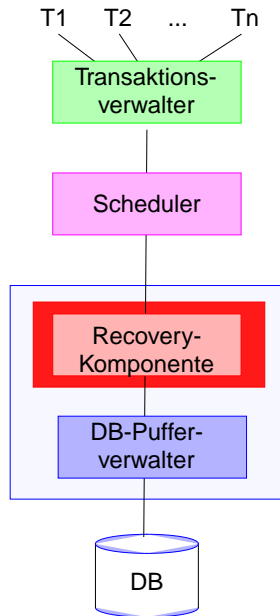 T1 T2 ... Tn
Transaktions-
verwalter
Scheduler
Recovery-
Komponente
DB-Puffer-
verwalter
DB